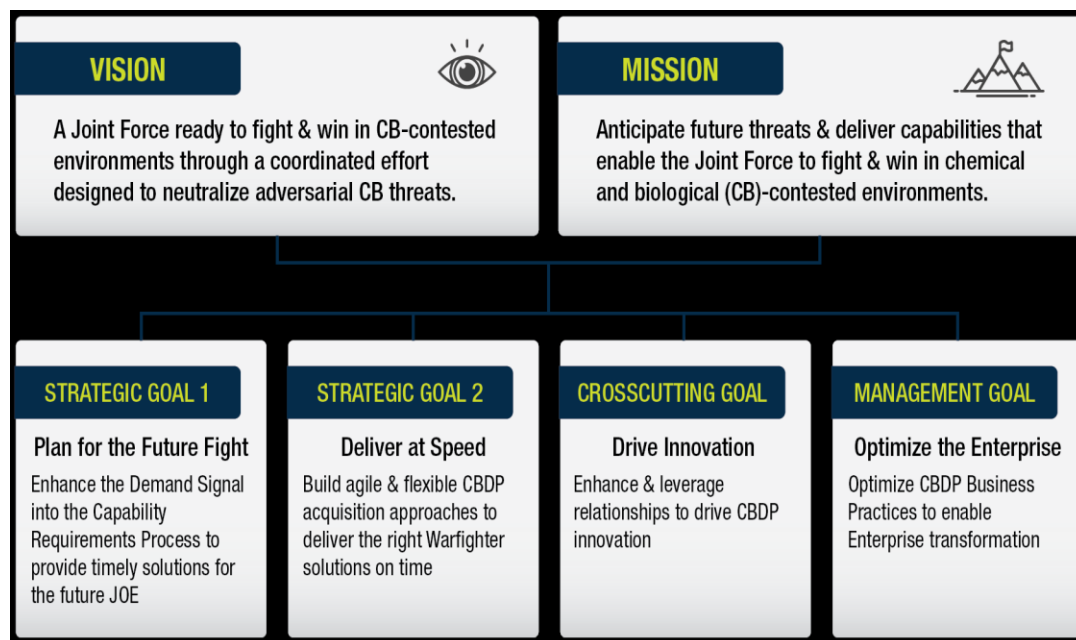 VISION
A Joint Force ready to fight & win in CB-contested
environments through a coordinated effort
designed to neutralize adversarial CB threats.
MISSION
Anticipate future threats & deliver capabilities that
enable the Joint Force to fight & win in chemical
and biological (CB)-contested environments.
STRATEGIC GOAL 1
Plan for the Future Fight
Enhance the Demand Signal
into the Capability
Requirements Process to
provide timely solutions for
the future JOE
STRATEGIC GOAL 2
Deliver at Speed
Build agile & flexible CBDP
acquisition approaches to
deliver the right Warfighter
solutions on time
CROSSCUTTING GOAL
Drive Innovation
Enhance & leverage
relationships to drive CBDP
innovation
MANAGEMENT GOAL
Optimize the Enterprise
Optimize CBDP Business
Practices to enable
Enterprise transformation